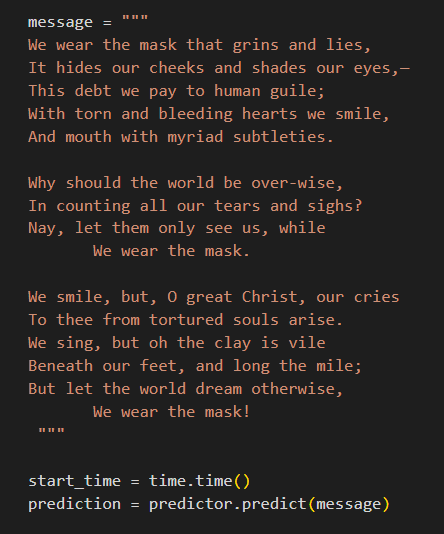 message = """
We wear the mask that grins and lies,
It hides our cheeks and shades our eyes,—
This debt we pay to human guile;
With torn and bleeding hearts we smile,
And mouth with myriad subtleties.

Why should the world be over-wise,
In counting all our tears and sighs?
Nay, let them only see us, while
       We wear the mask.

We smile, but, O great Christ, our cries
To thee from tortured souls arise.
We sing, but oh the clay is vile
Beneath our feet, and long the mile;
But let the world dream otherwise,
       We wear the mask!
 """

start_time = time.time()
prediction = predictor.predict(message)